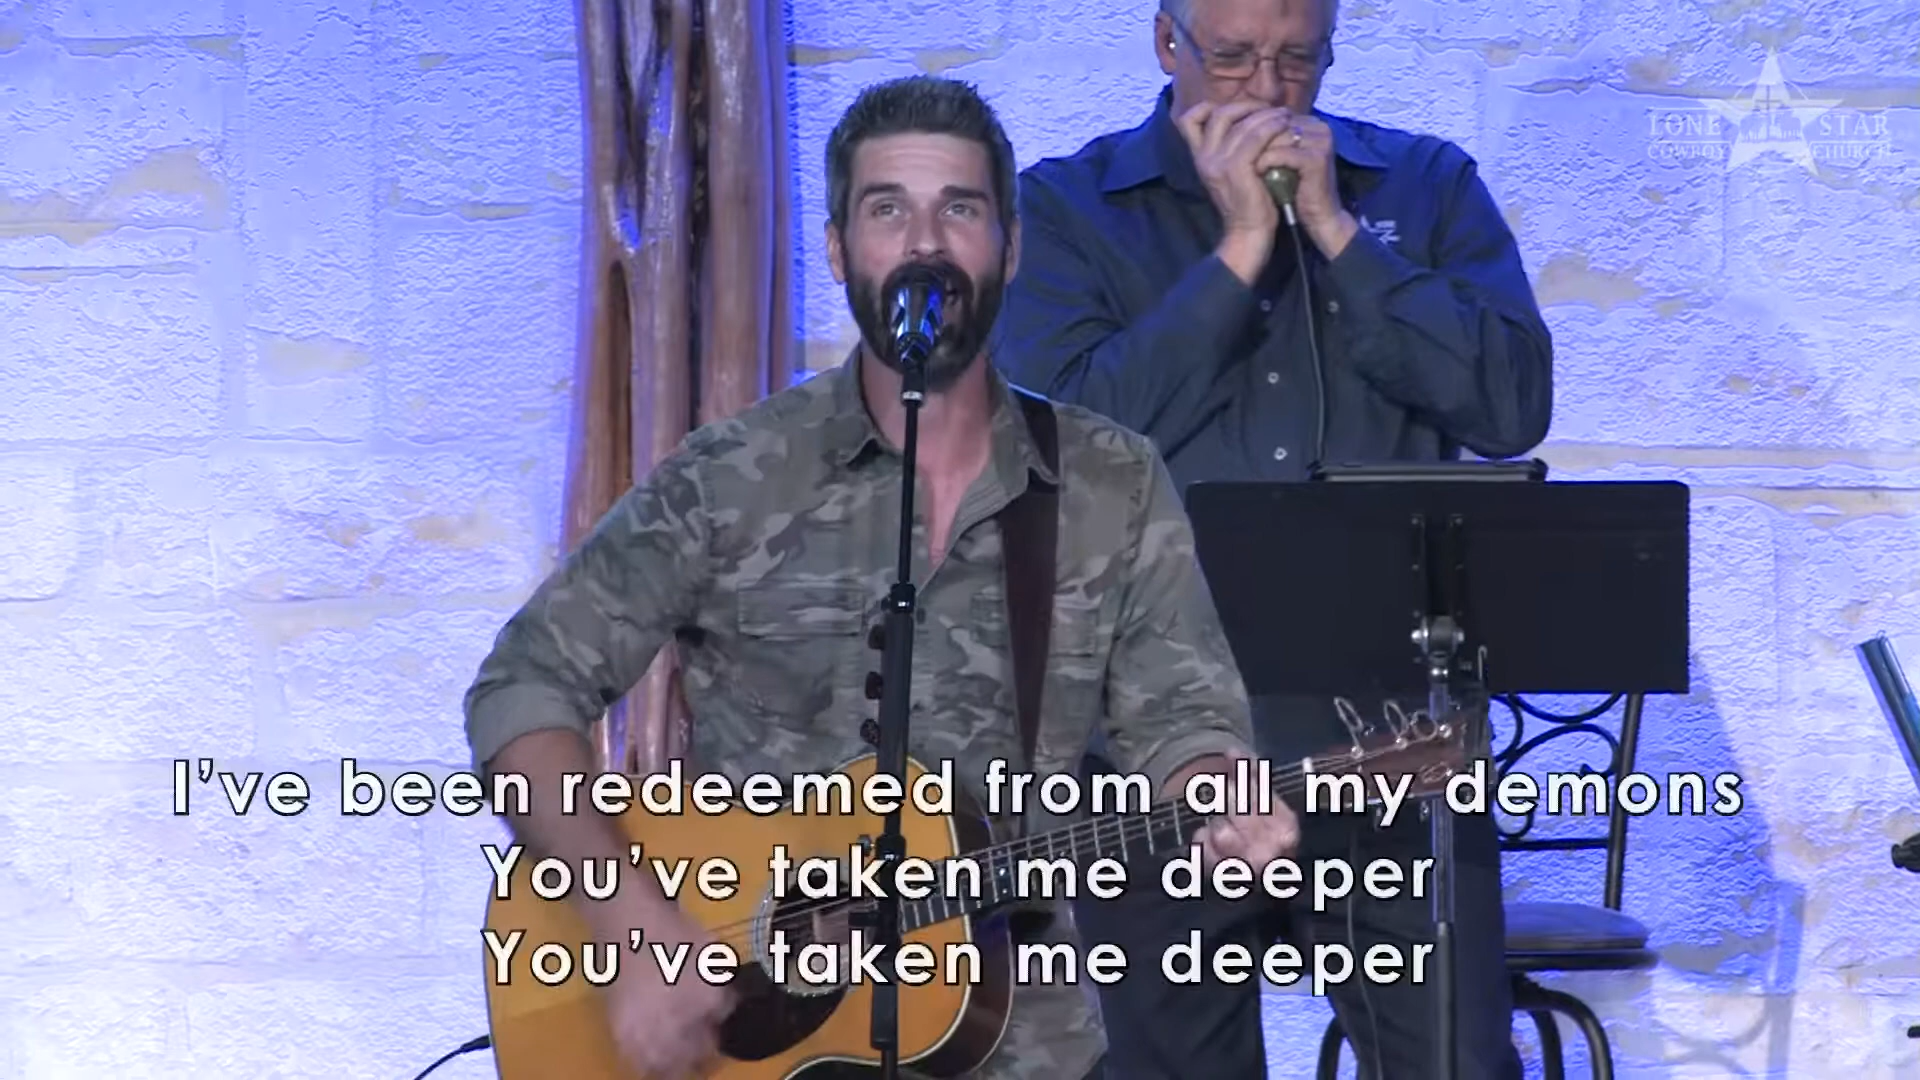 LONE STAR
COWBOY CHURCH
I've been redeemed from all my demons
You've taken me deeper
You've taken me deeper